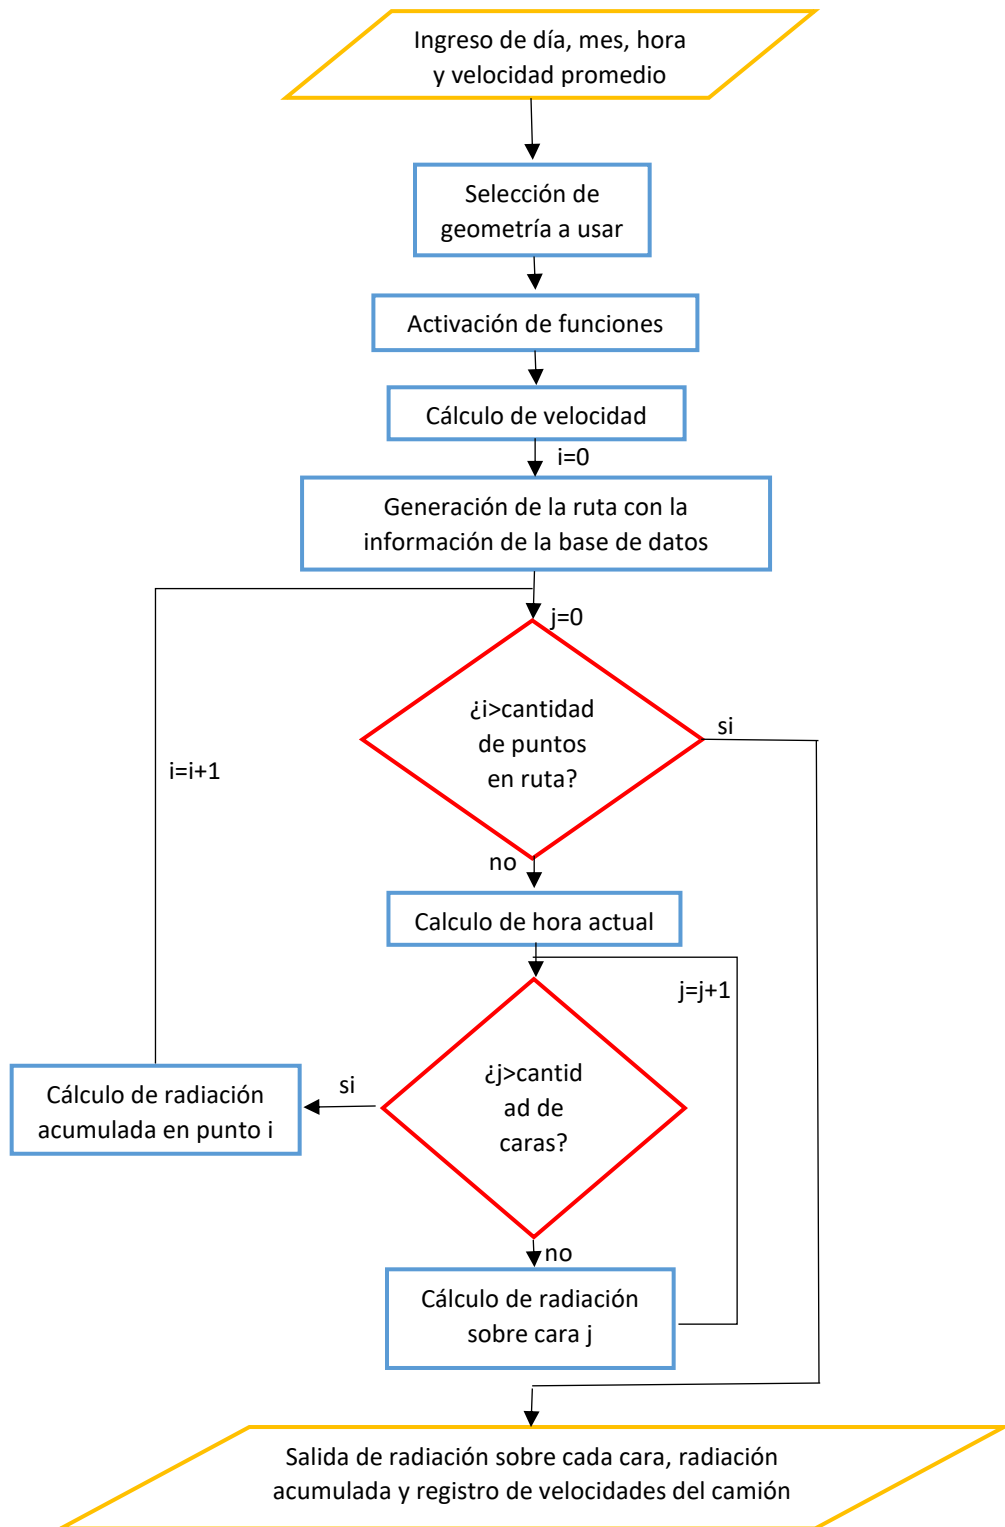 Ingreso de día, mes, hora
y velocidad promedio
Selección de
geometría a usar
Activación de funciones
Cálculo de velocidad
i=0
Generación de la ruta con la
información de la base de datos
j=0
¿i>cantidad
de puntos
en ruta?
si
i=i+1
no
Calculo de hora actual
j=j+1
¿j>cantid
ad de
caras?
si
Cálculo de radiación
acumulada en punto i
no
Cálculo de radiación
sobre cara j
Salida de radiación sobre cada cara, radiación
acumulada y registro de velocidades del camión